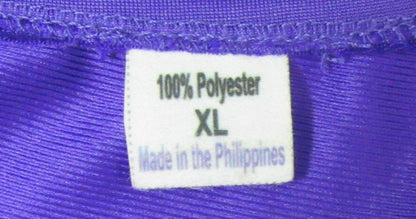 100% Polyester
XL
Made in the Philippines